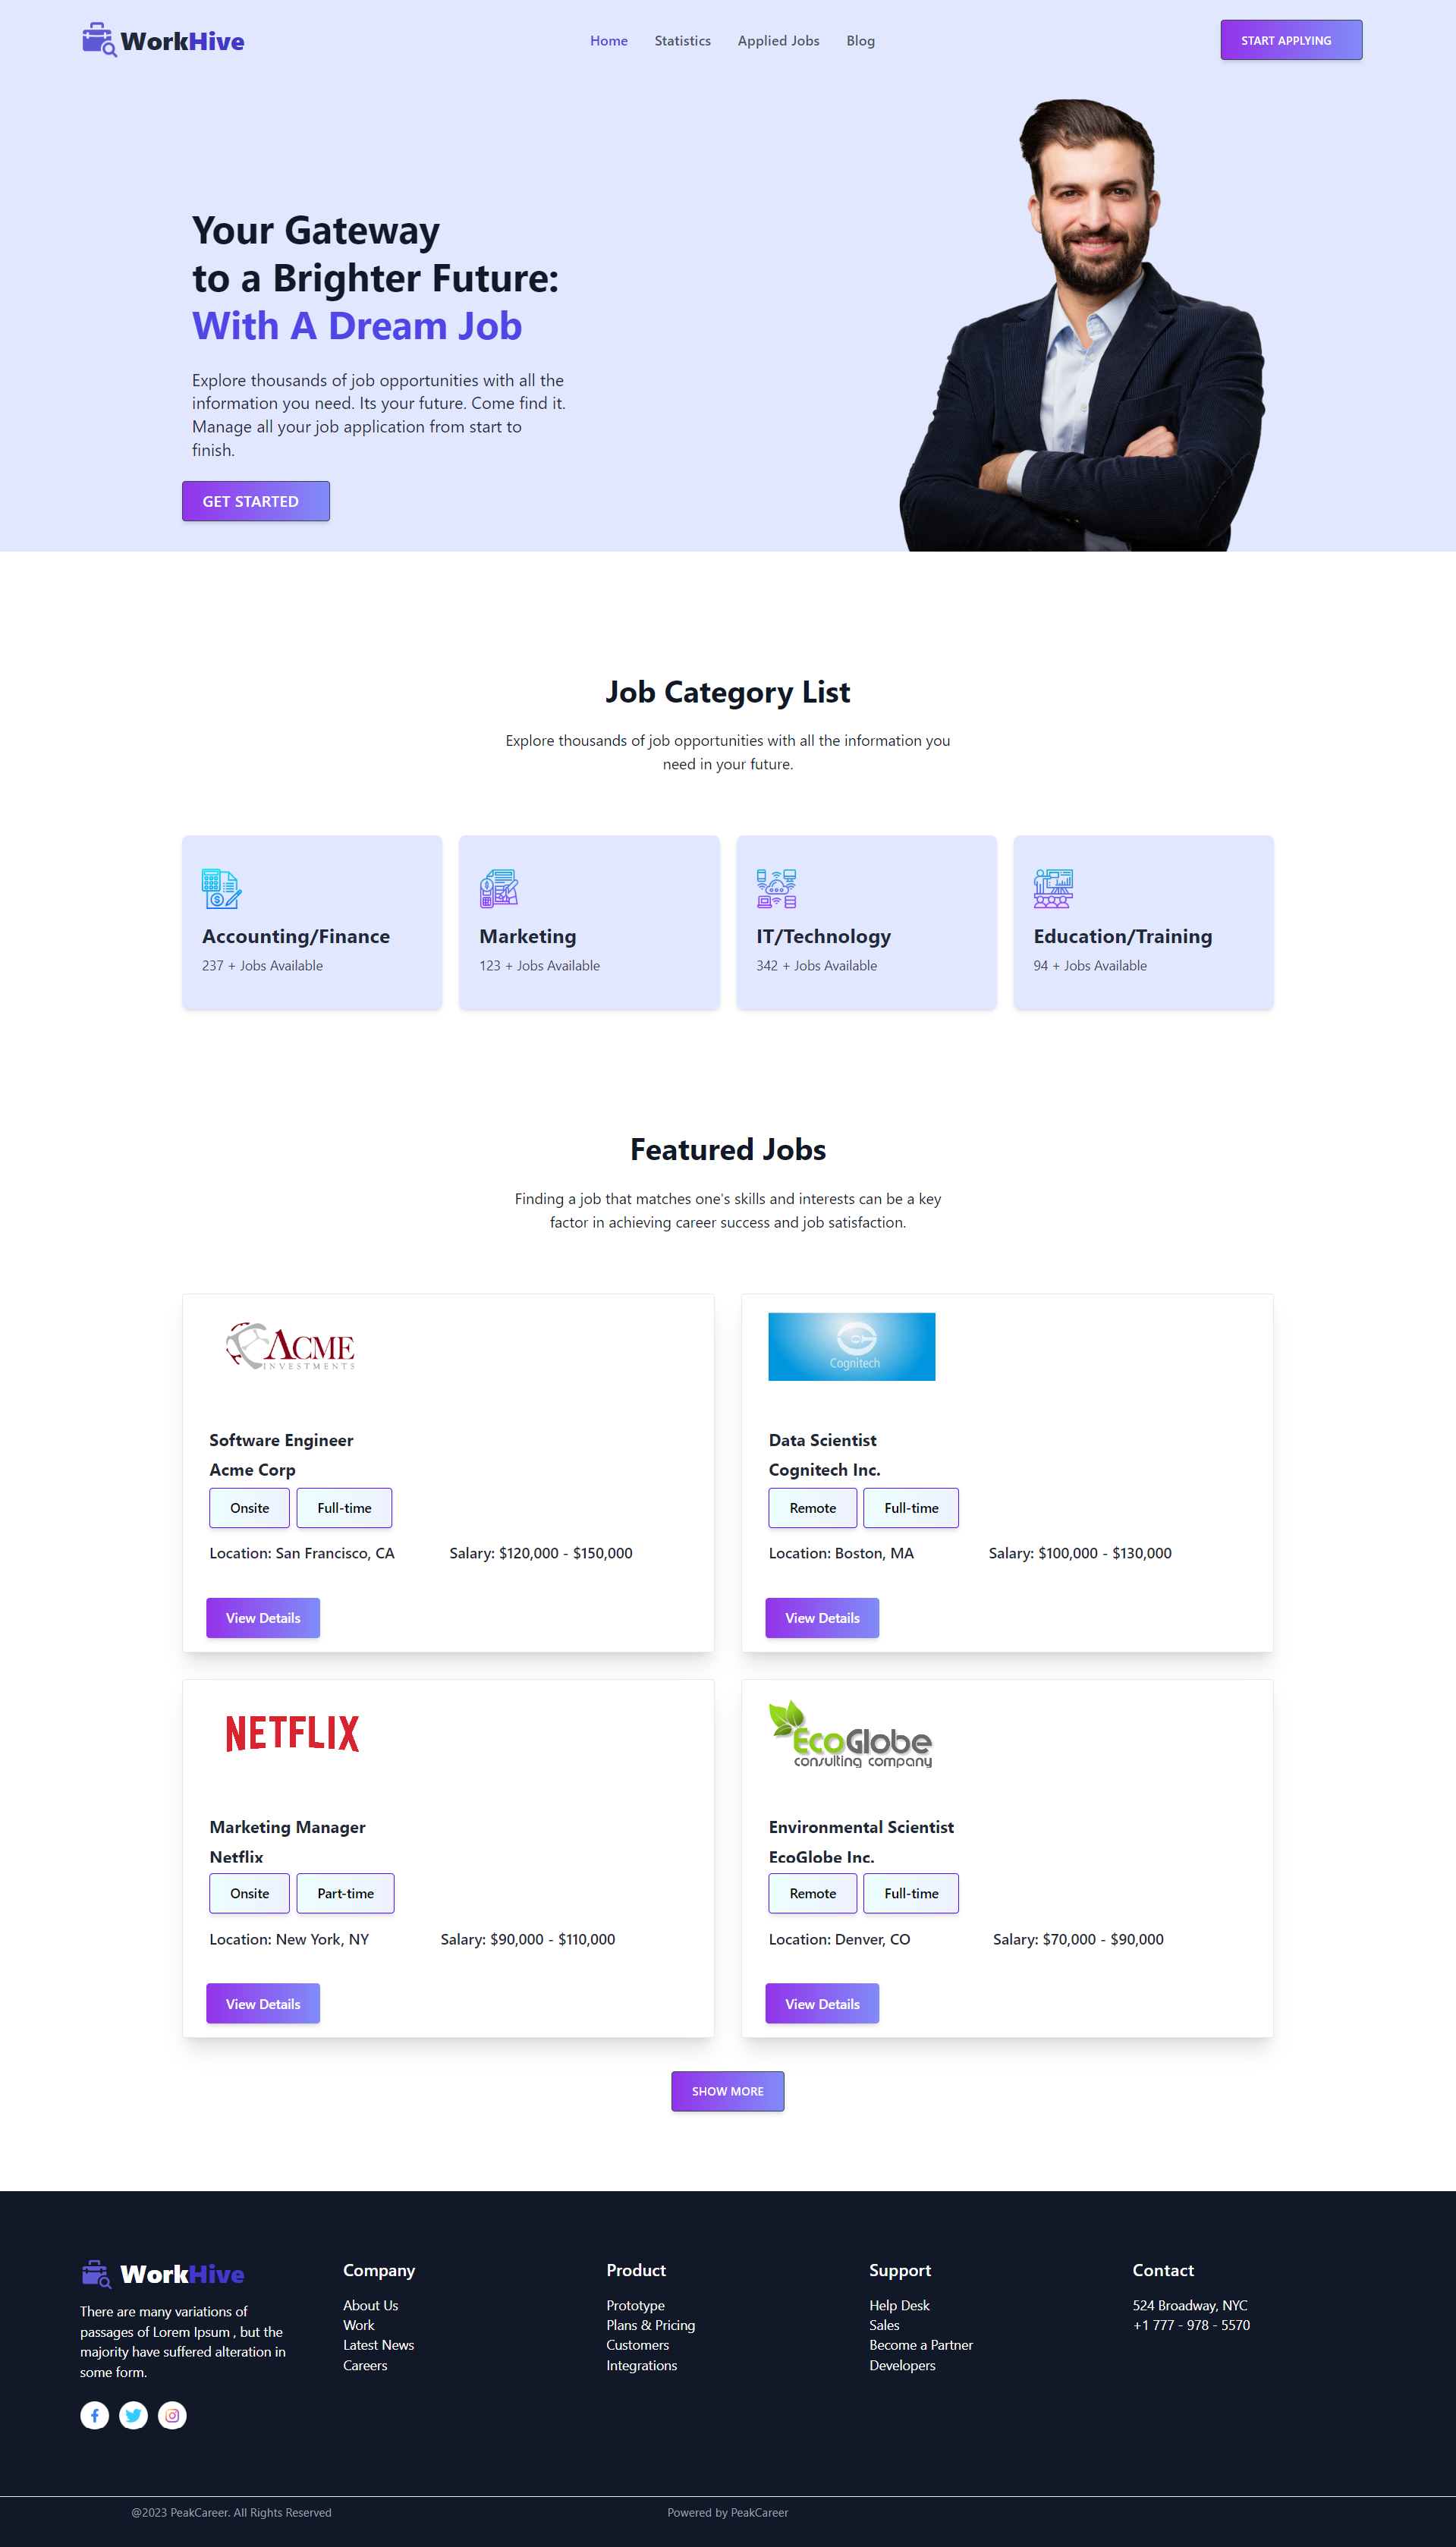 WorkHive
Home
Statistics
Applied Jobs
Blog
START APPLYING
Your Gateway
to a Brighter Future:
With A Dream Job
Explore thousands of job opportunities with all the
information you need. Its your future. Come find it.
Manage all your job application from start to
finish.
GET STARTED
Job Category List
Explore thousands of job opportunities with all the information you
need in your future.
Accounting/Finance
237 + Jobs Available
Marketing
123 + Jobs Available
IT/Technology
342 + Jobs Available
Education/Training
94 + Jobs Available
Featured Jobs
Finding a job that matches one's skills and interests can be a key
factor in achieving career success and job satisfaction.
ACME
INVESTMENTS
Software Engineer
Acme Corp
Onsite
Full-time
Location: San Francisco, CA
Salary: $120,000 - $150,000
View Details
Cognitech
Data Scientist
Cognitech Inc.
Remote
Full-time
Location: Boston, MA
Salary: $100,000 - $130,000
View Details
NETFLIX
Marketing Manager
Netflix
Onsite
Part-time
Location: New York, NY
Salary: $90,000 - $110,000
View Details
EcoGlobe
consulting company
Environmental Scientist
EcoGlobe Inc.
Remote
Full-time
Location: Denver, CO
Salary: $70,000 - $90,000
View Details
SHOW MORE
WorkHive
There are many variations of
passages of Lorem Ipsum , but the
majority have suffered alteration in
some form.
Company
About Us
Work
Latest News
Careers
Product
Prototype
Plans & Pricing
Customers
Integrations
Support
Help Desk
Sales
Become a Partner
Developers
Contact
524 Broadway, NYC
+1 777 - 978 - 5570
@2023 PeakCareer. All Rights Reserved
Powered by PeakCareer